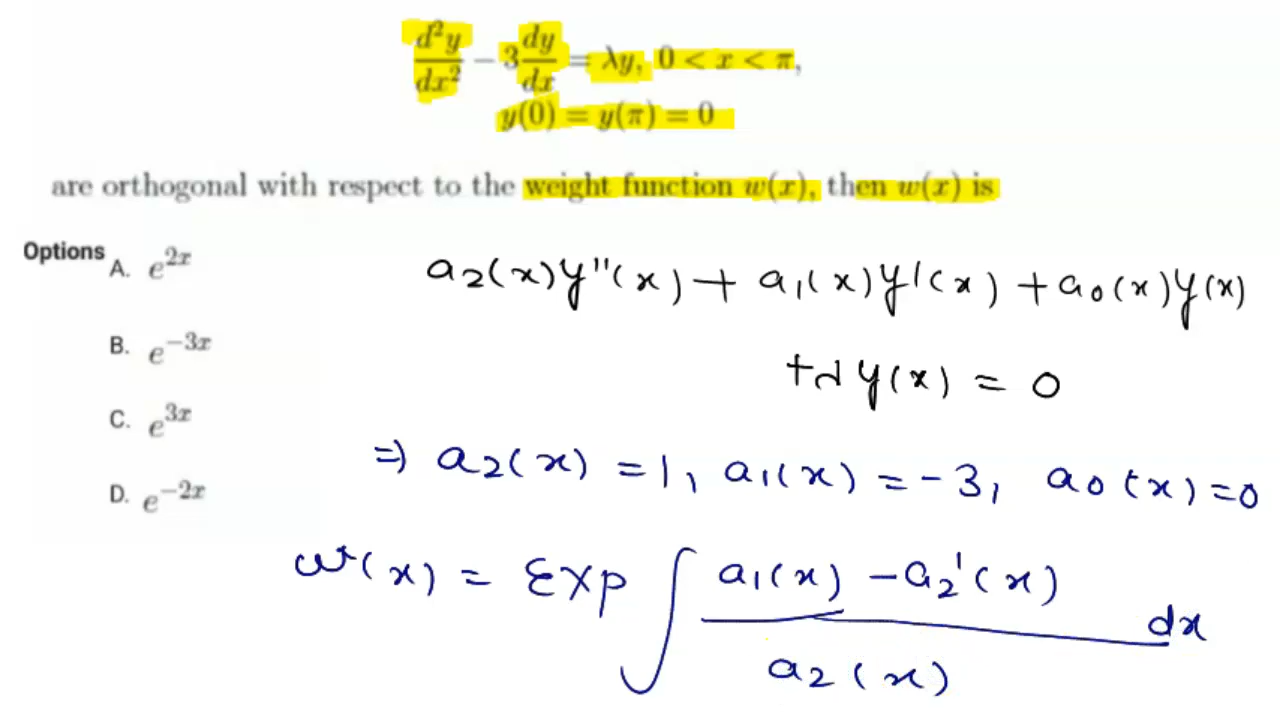 d²y/dx² − 3 dy/dx = λy, 0 < x < π,
y(0) = y(π) = 0
are orthogonal with respect to the weight function w(x), then w(x) is
Options
A. e^{2x}
B. e^{−3x}
C. e^{3x}
D. e^{−2x}
a₂(x)y''(x) + a₁(x)y'(x) + a₀(x)y(x)
+λy(x) = 0
⇒ a₂(x) = 1, a₁(x) = −3, a₀(x) = 0
w(x) = Exp ∫ (a₁(x) − a₂'(x))/(a₂(x)) dx